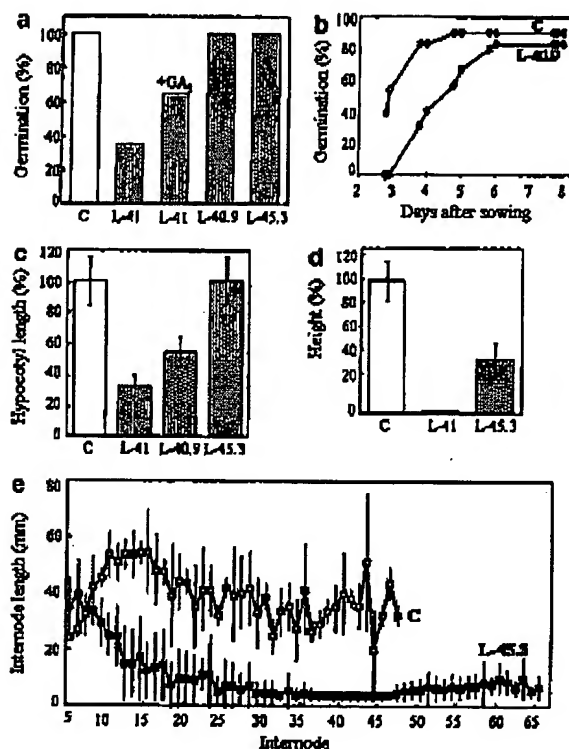 a
Germination (%)
100
80
60
40
20
0
+GA
C L-41 L-41 L-40.9 L-45.3
b
Germination (%)
100
80
60
40
20
0
C
2 3 4 5 6 7 8
Days after sowing
c
Hypocotyl length (%)
120
100
80
60
40
20
0
C L-41 L-40.9 L-45.3
d
Height (%)
120
100
80
60
40
20
0
C L-41 L-45.3
e
Internode length (mm)
80
60
40
20
0
C
L-45.3
5 10 15 20 25 30 35 40 45 50 55 60 65
Internode